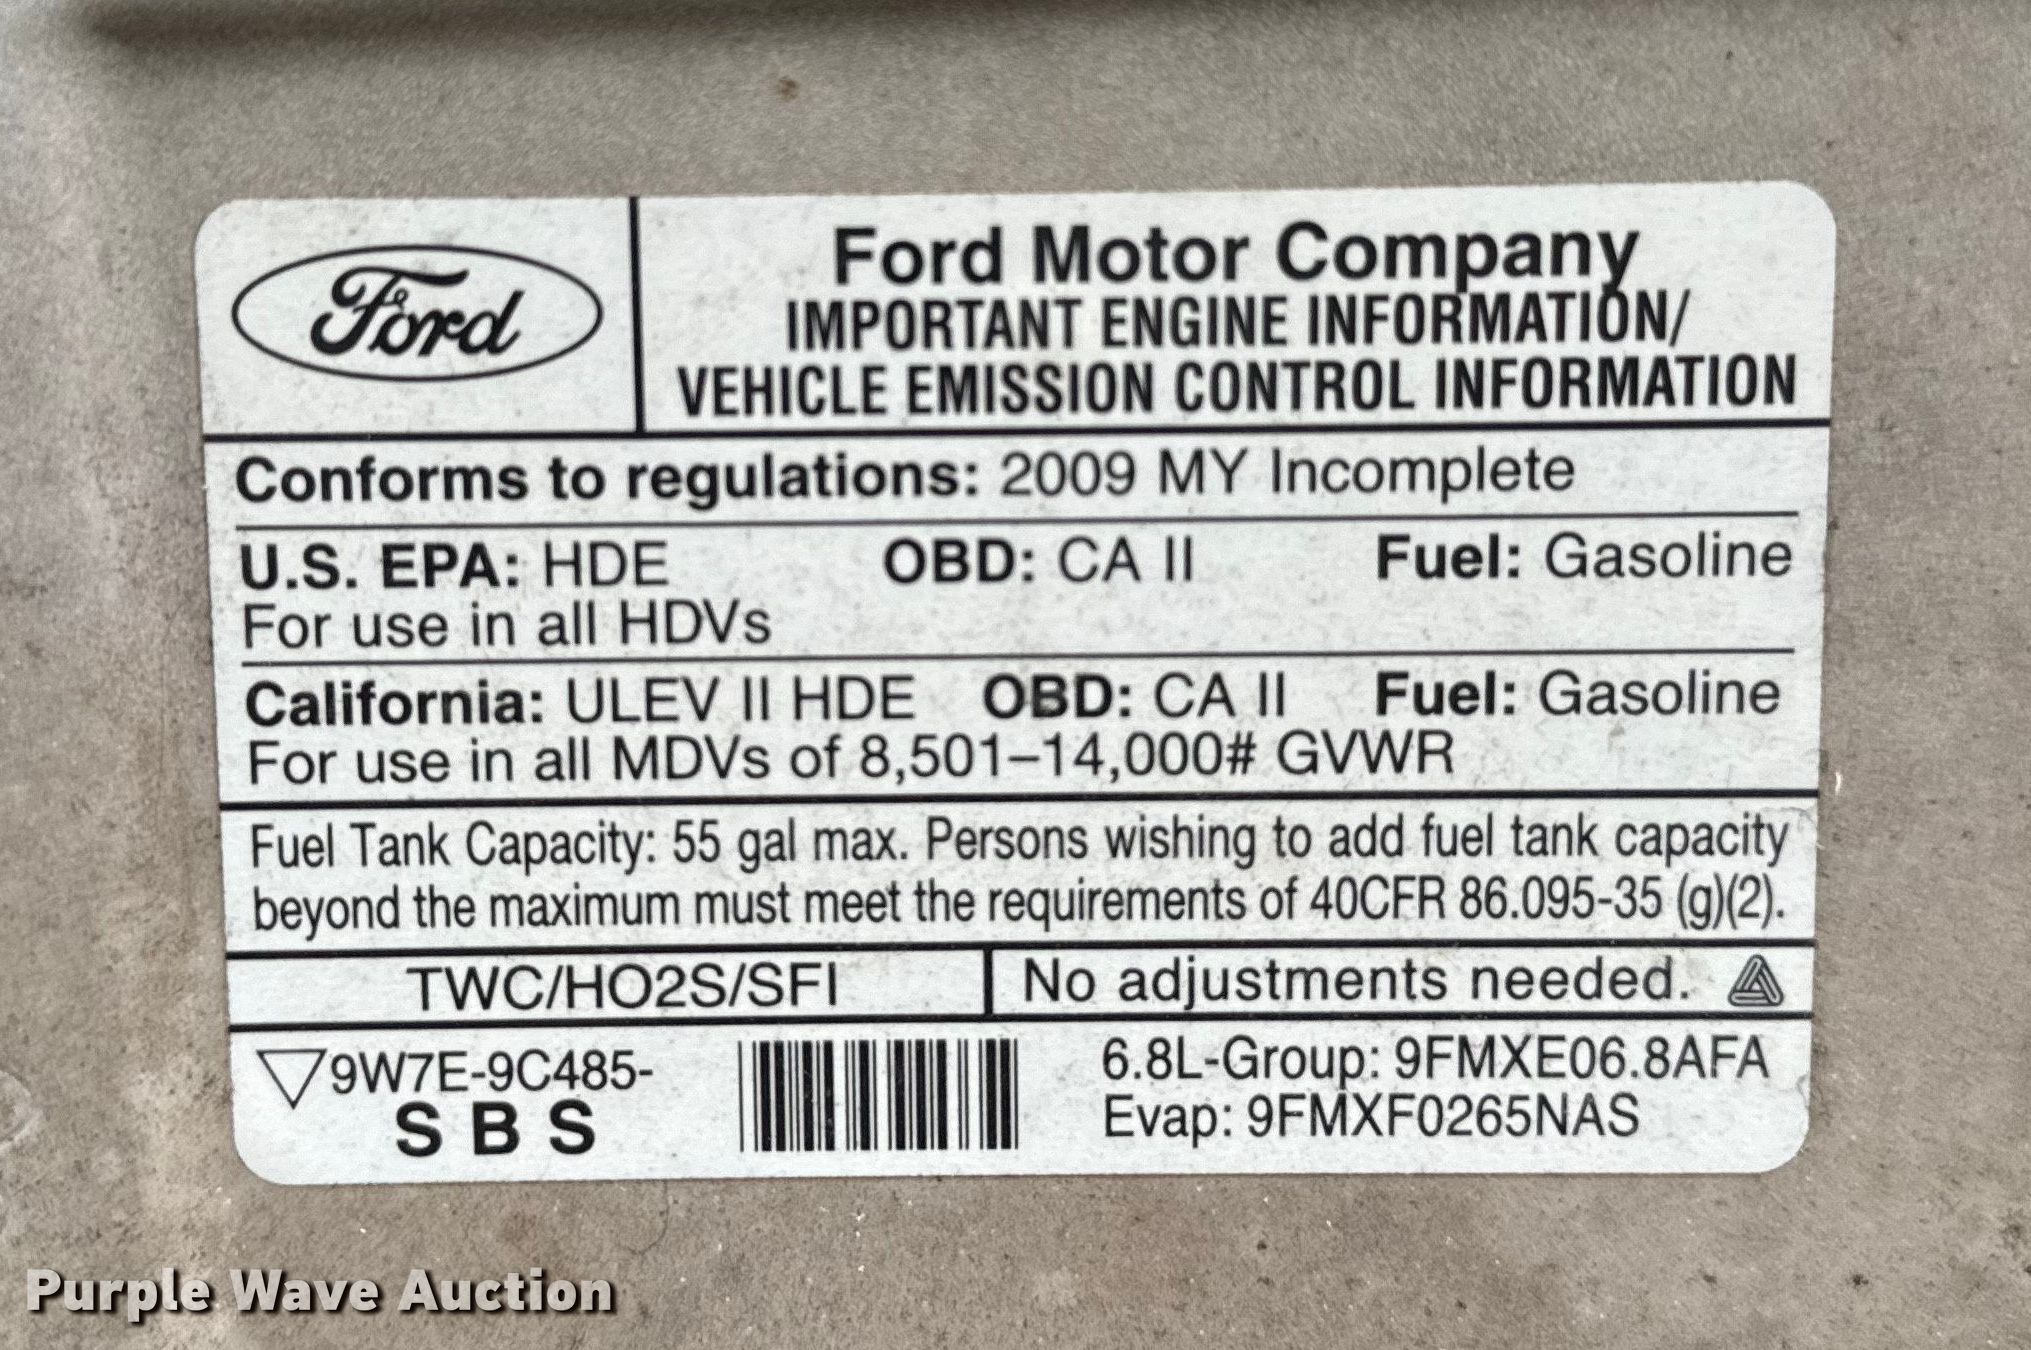 Ford
Ford Motor Company
IMPORTANT ENGINE INFORMATION/
VEHICLE EMISSION CONTROL INFORMATION
Conforms to regulations: 2009 MY Incomplete
U.S. EPA: HDE OBD: CA II Fuel: Gasoline
For use in all HDVs
California: ULEV II HDE OBD: CA II Fuel: Gasoline
For use in all MDVs of 8,501–14,000# GVWR
Fuel Tank Capacity: 55 gal max. Persons wishing to add fuel tank capacity
beyond the maximum must meet the requirements of 40CFR 86.095-35 (g)(2).
TWC/HO2S/SFI No adjustments needed.
9W7E-9C485-
S B S
6.8L-Group: 9FMXE06.8AFA
Evap: 9FMXF0265NAS
Purple Wave Auction